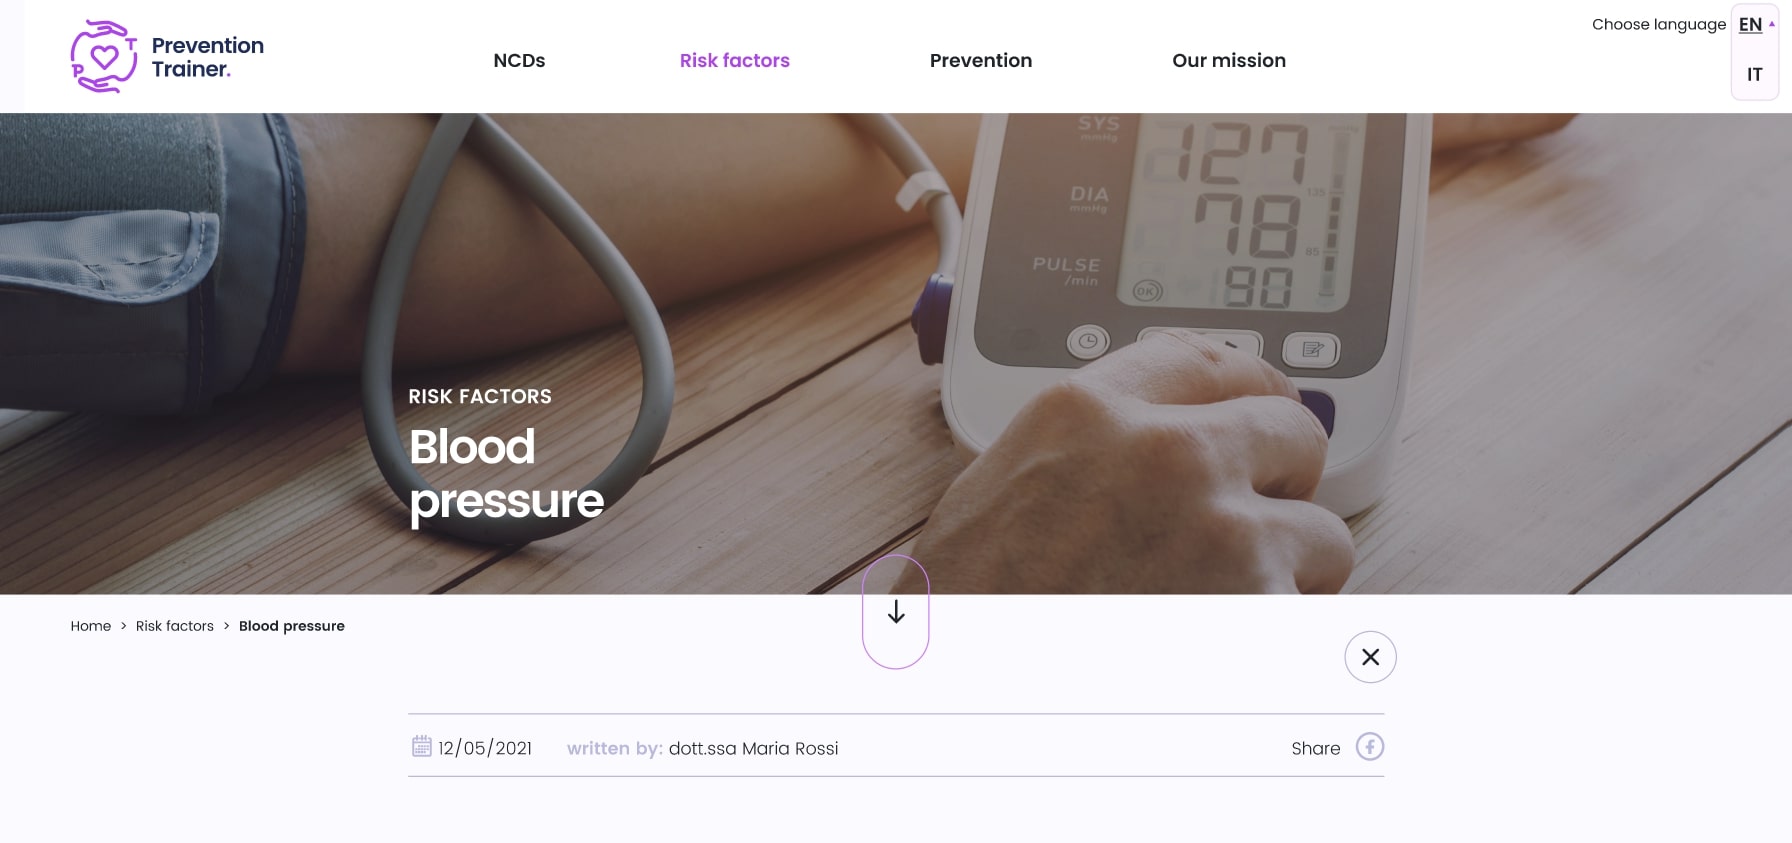 Choose language EN
IT
Prevention
Trainer.
P
T
NCDs
Risk factors
Prevention
Our mission
SYS
mmHg
127
mmHg
DIA
mmHg
78
135
85
PULSE
/min
90
OK
RISK FACTORS
Blood
pressure
Home > Risk factors > Blood pressure
12/05/2021
written by: dott.ssa Maria Rossi
Share